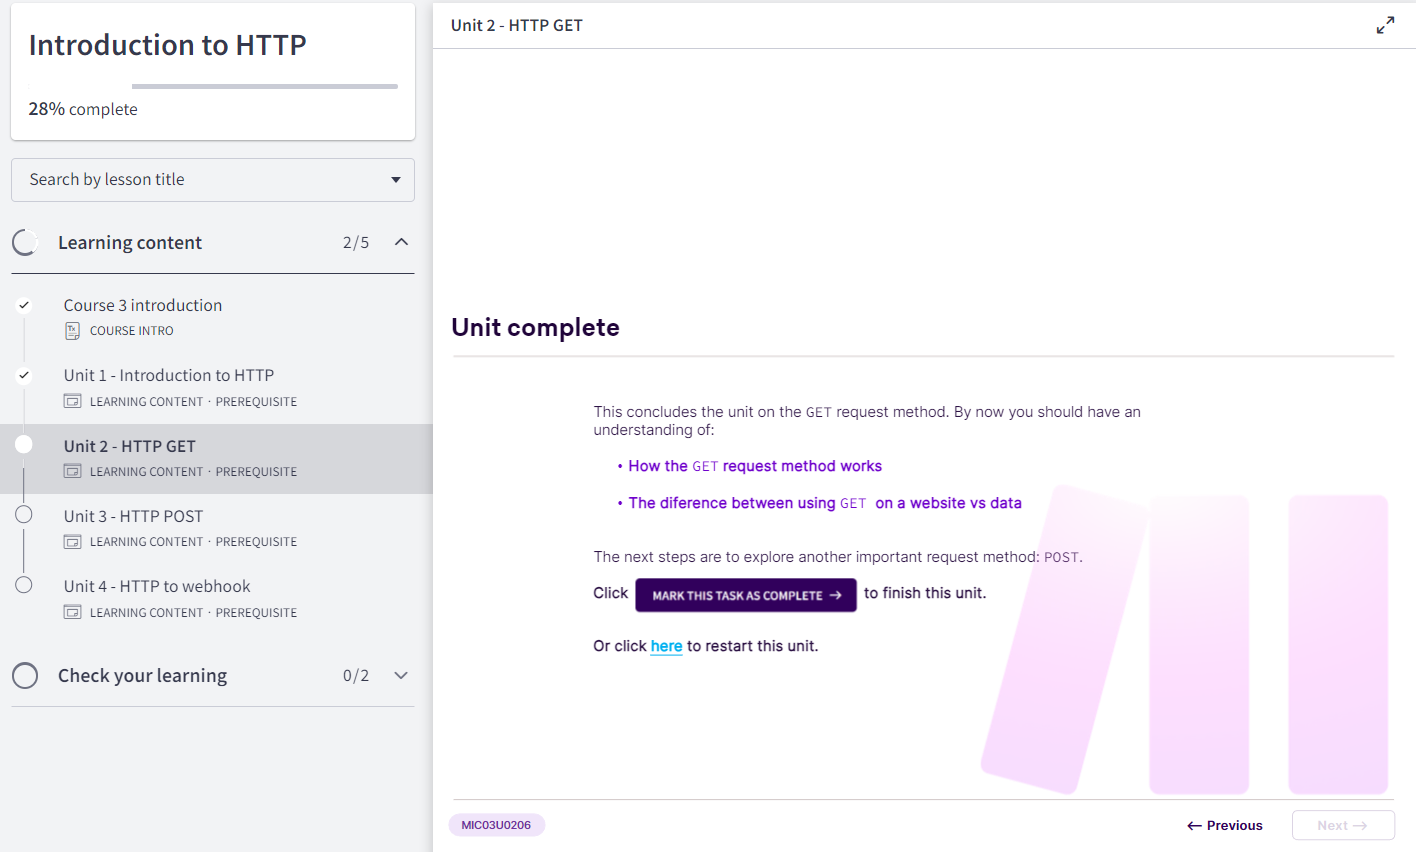 Introduction to HTTP
28% complete
Search by lesson title
Learning content 2/5
Course 3 introduction
COURSE INTRO
Unit 1 - Introduction to HTTP
LEARNING CONTENT · PREREQUISITE
Unit 2 - HTTP GET
LEARNING CONTENT · PREREQUISITE
Unit 3 - HTTP POST
LEARNING CONTENT · PREREQUISITE
Unit 4 - HTTP to webhook
LEARNING CONTENT · PREREQUISITE
Check your learning 0/2
Unit 2 - HTTP GET
Unit complete
This concludes the unit on the GET request method. By now you should have an
understanding of:
• How the GET request method works
• The diference between using GET on a website vs data
The next steps are to explore another important request method: POST.
Click MARK THIS TASK AS COMPLETE → to finish this unit.
Or click here to restart this unit.
MIC03U0206
← Previous
Next →